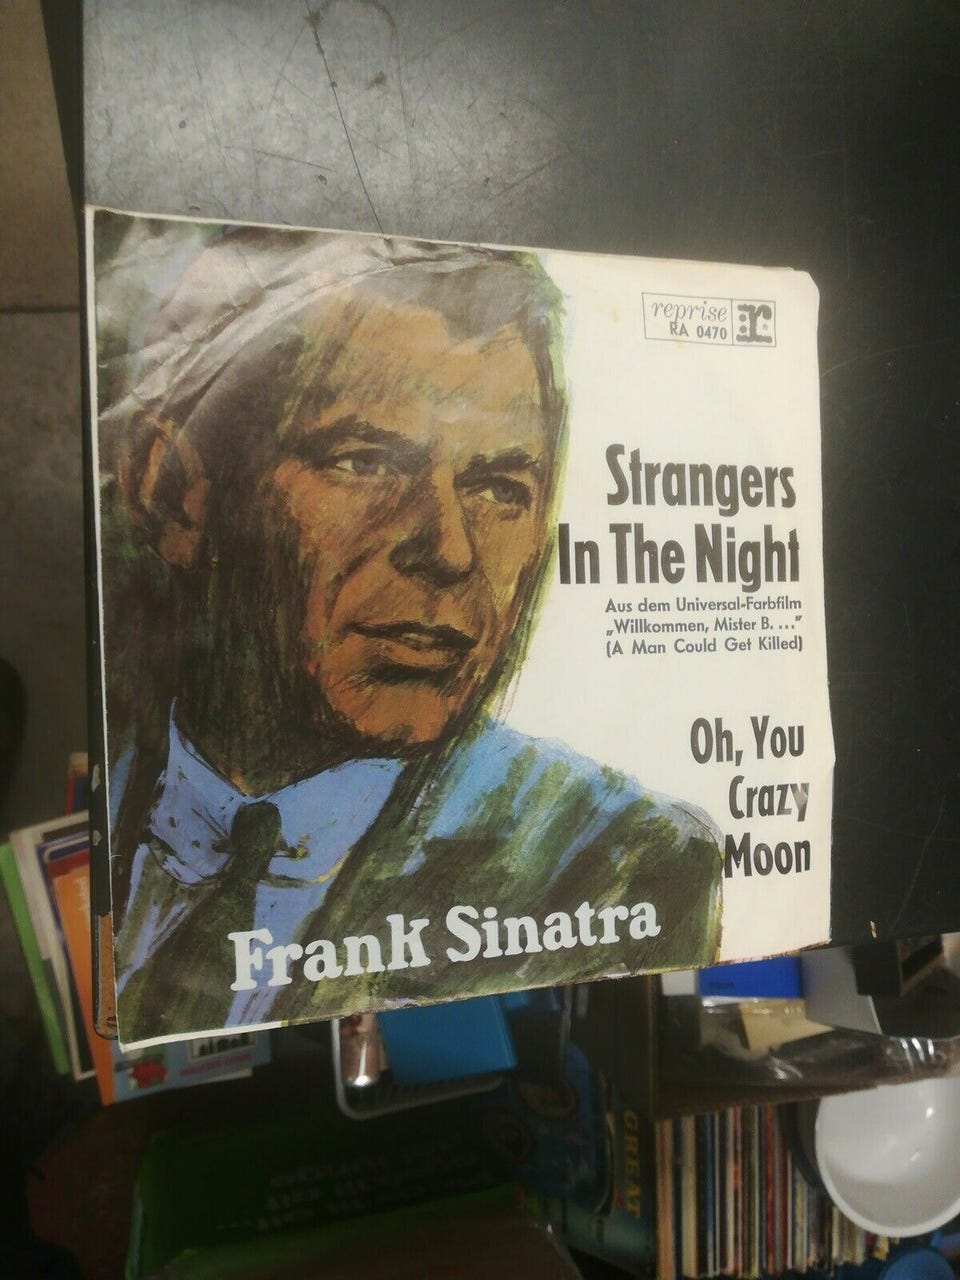 reprise
RA 0470
r
Strangers
In The Night
Aus dem Universal-Farbfilm
„Willkommen, Mister B. ...”
(A Man Could Get Killed)
Oh, You
Crazy
Moon
Frank Sinatra
GREAT